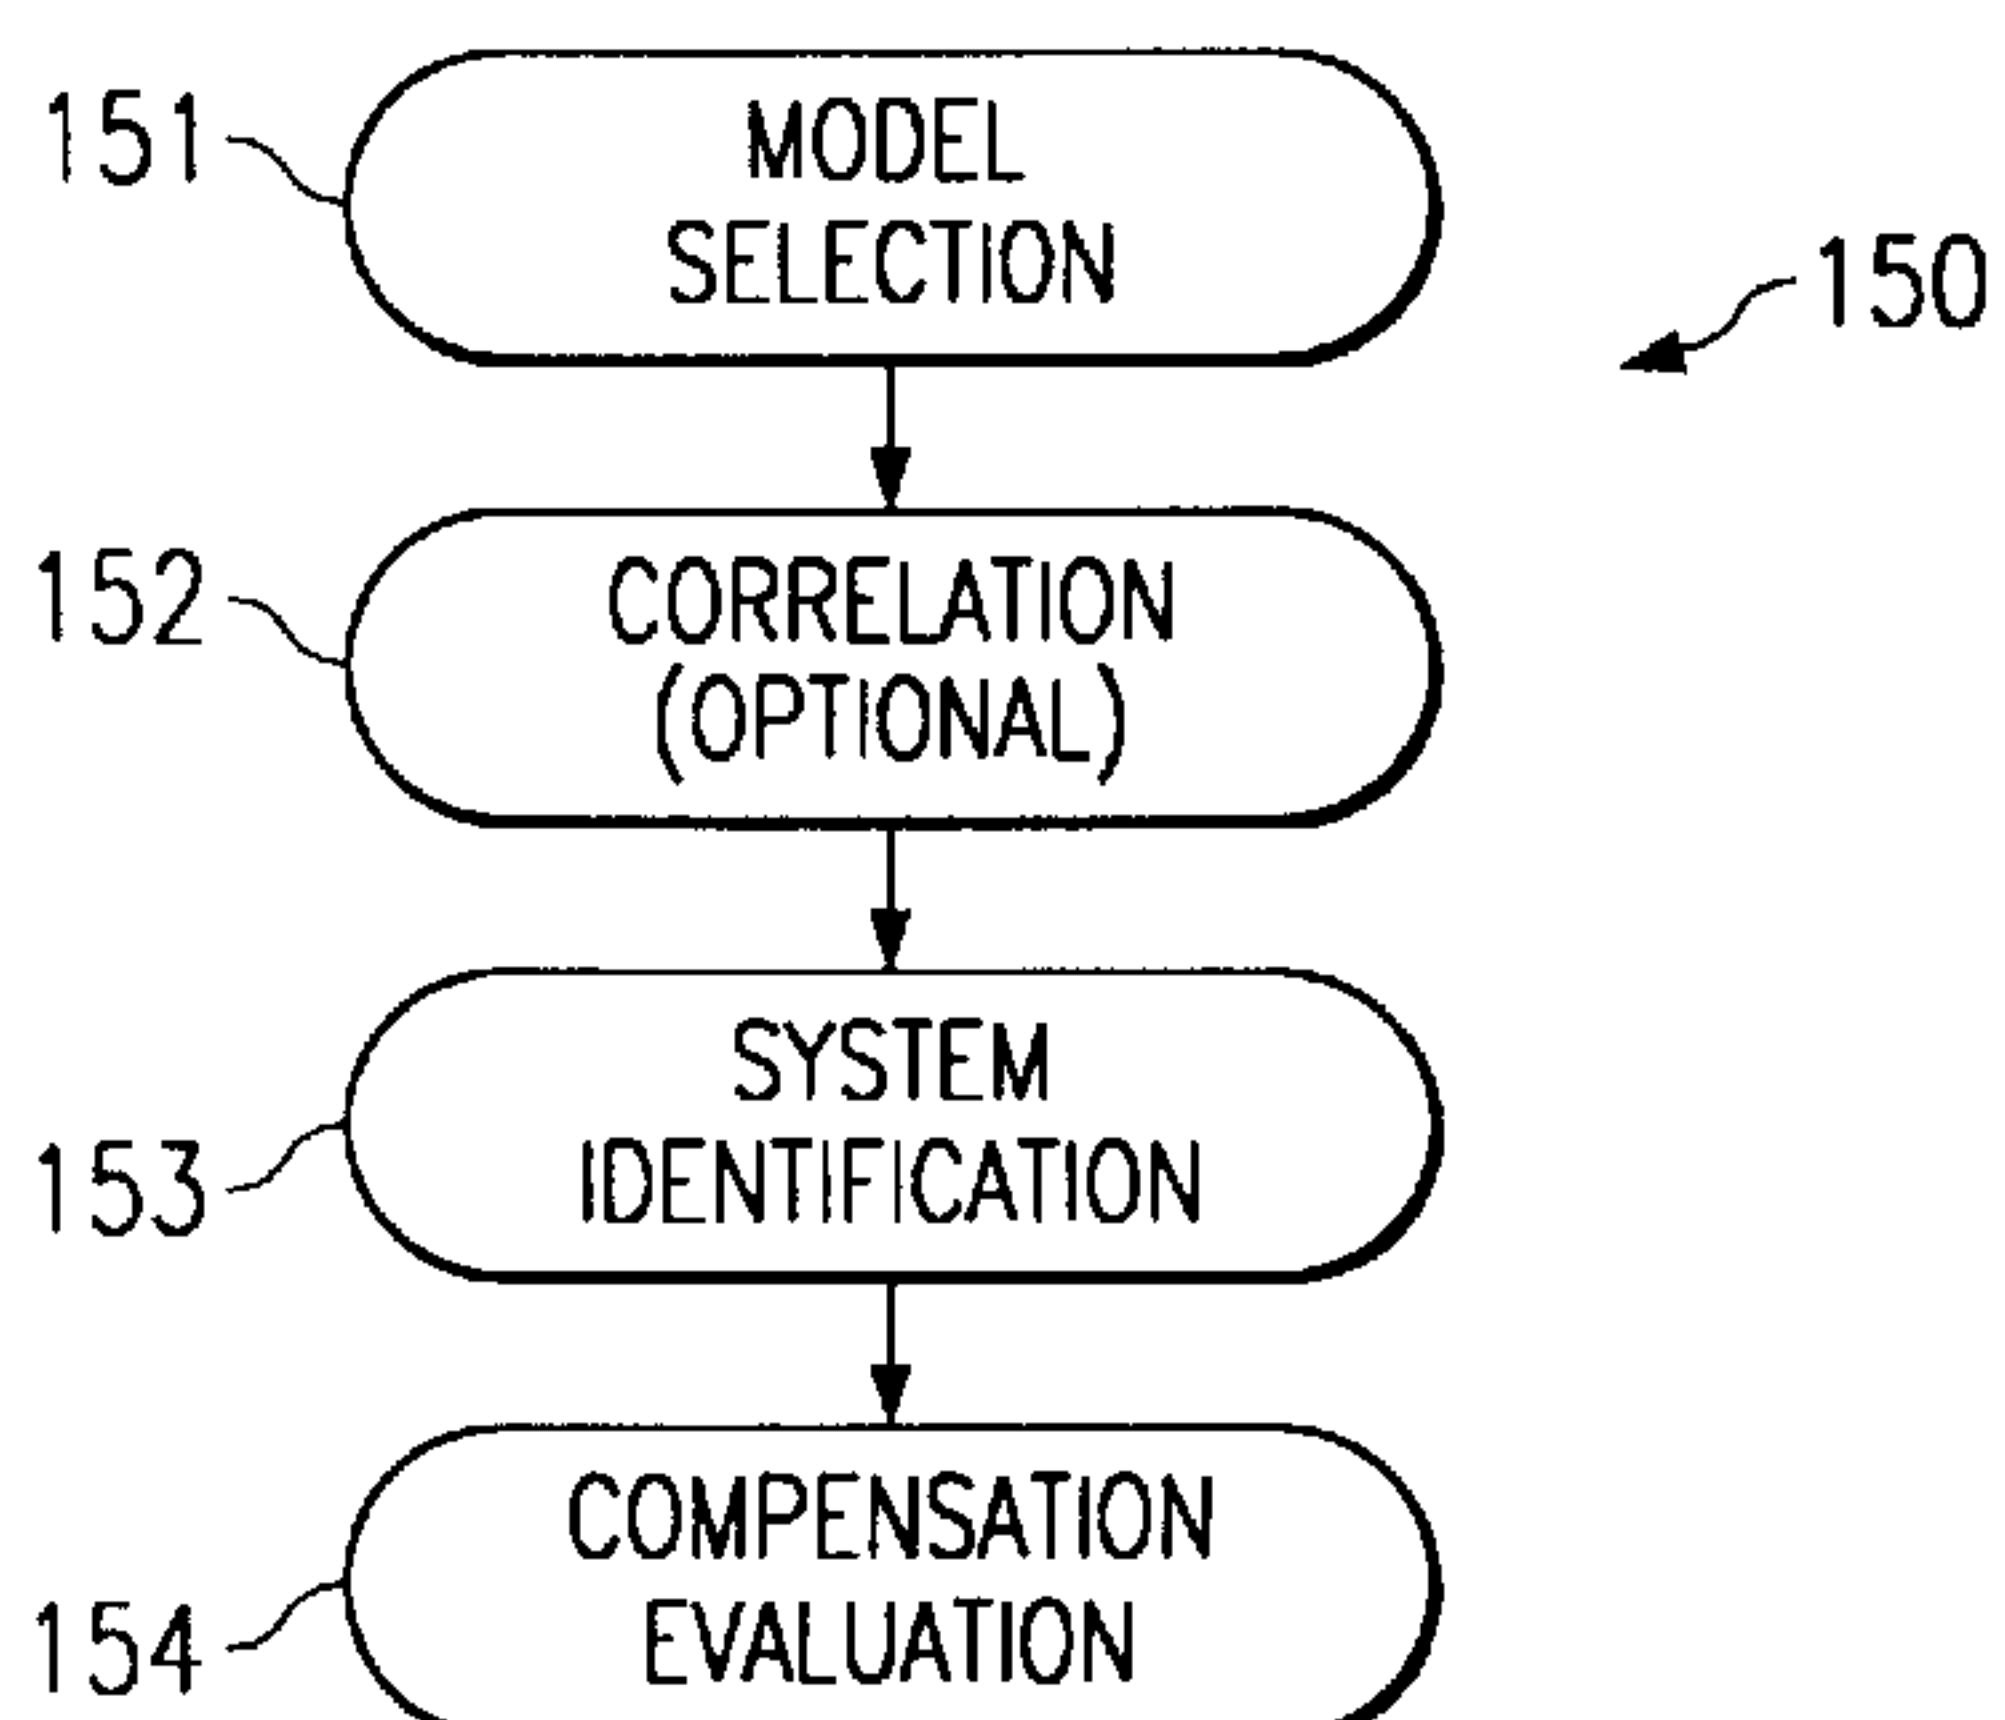 151
MODEL
SELECTION
150
152
CORRELATION
(OPTIONAL)
153
SYSTEM
IDENTIFICATION
154
COMPENSATION
EVALUATION